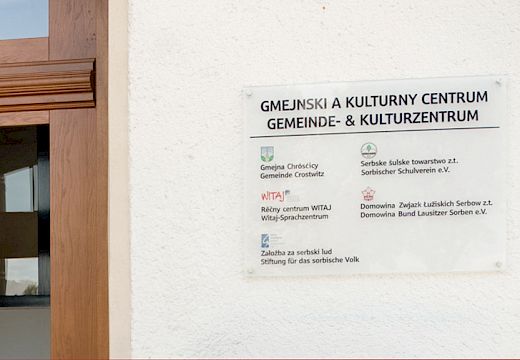 GMEJNSKI A KULTURNY CENTRUM
GEMEINDE- & KULTURZENTRUM
Gmejna Chrósćicy
Gemeinde Crostwitz
Serbske šulske towarstwo z.t.
Sorbischer Schulverein e.V.
WITAJ
Rěčny centrum WITAJ
Witaj-Sprachzentrum
Domowina Zwjazk Łužiskich Serbow z.t.
Domowina Bund Lausitzer Sorben e.V.
Załožba za serbski lud
Stiftung für das sorbische Volk